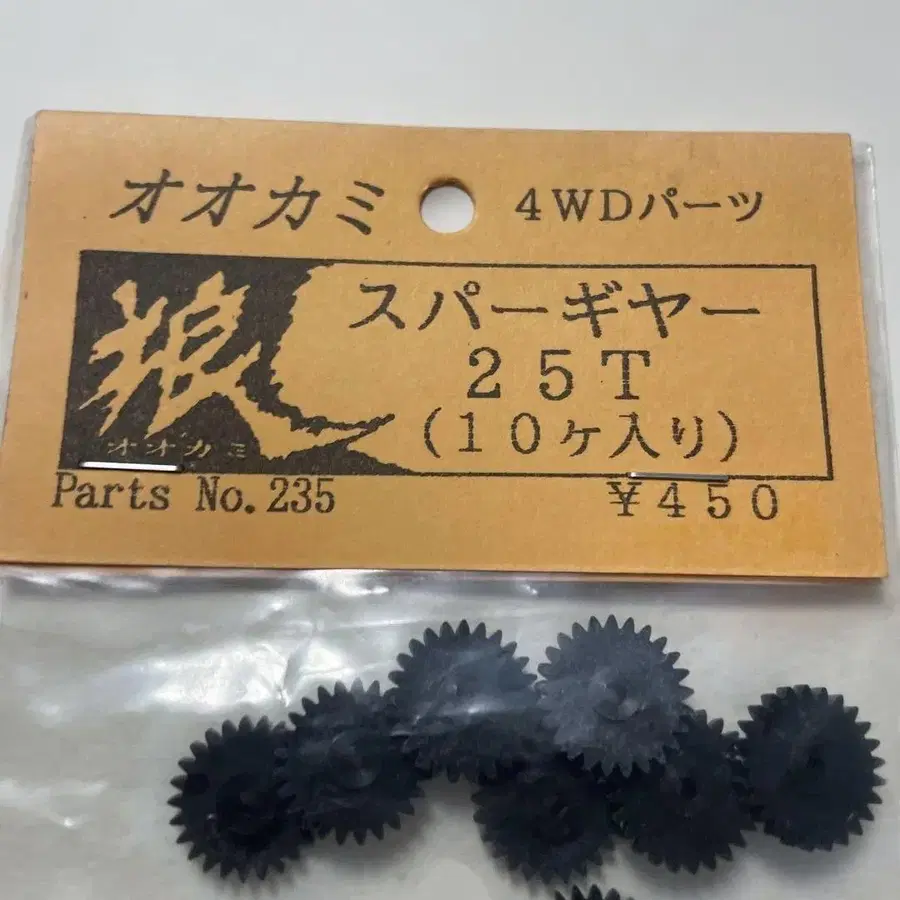 オオカミ 4WDパーツ
狼
オオカミ
スパーギヤー
25T
(10ヶ入り)
Parts No.235 ¥450